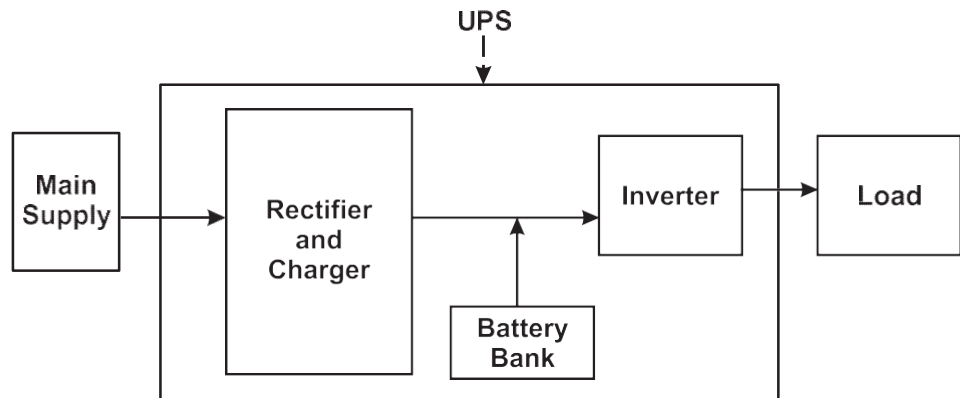 UPS
Main
Supply
Rectifier
and
Charger
Inverter
Load
Battery
Bank